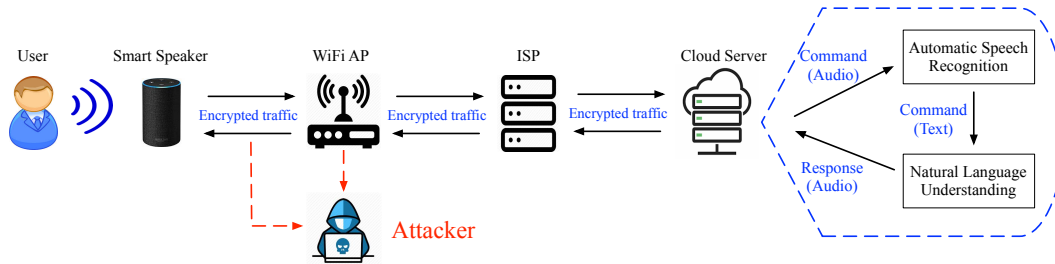 User
Smart Speaker
WiFi AP
ISP
Cloud Server
Encrypted traffic
Encrypted traffic
Encrypted traffic
Attacker
Command
(Audio)
Automatic Speech
Recognition
Command
(Text)
Response
(Audio)
Natural Language
Understanding